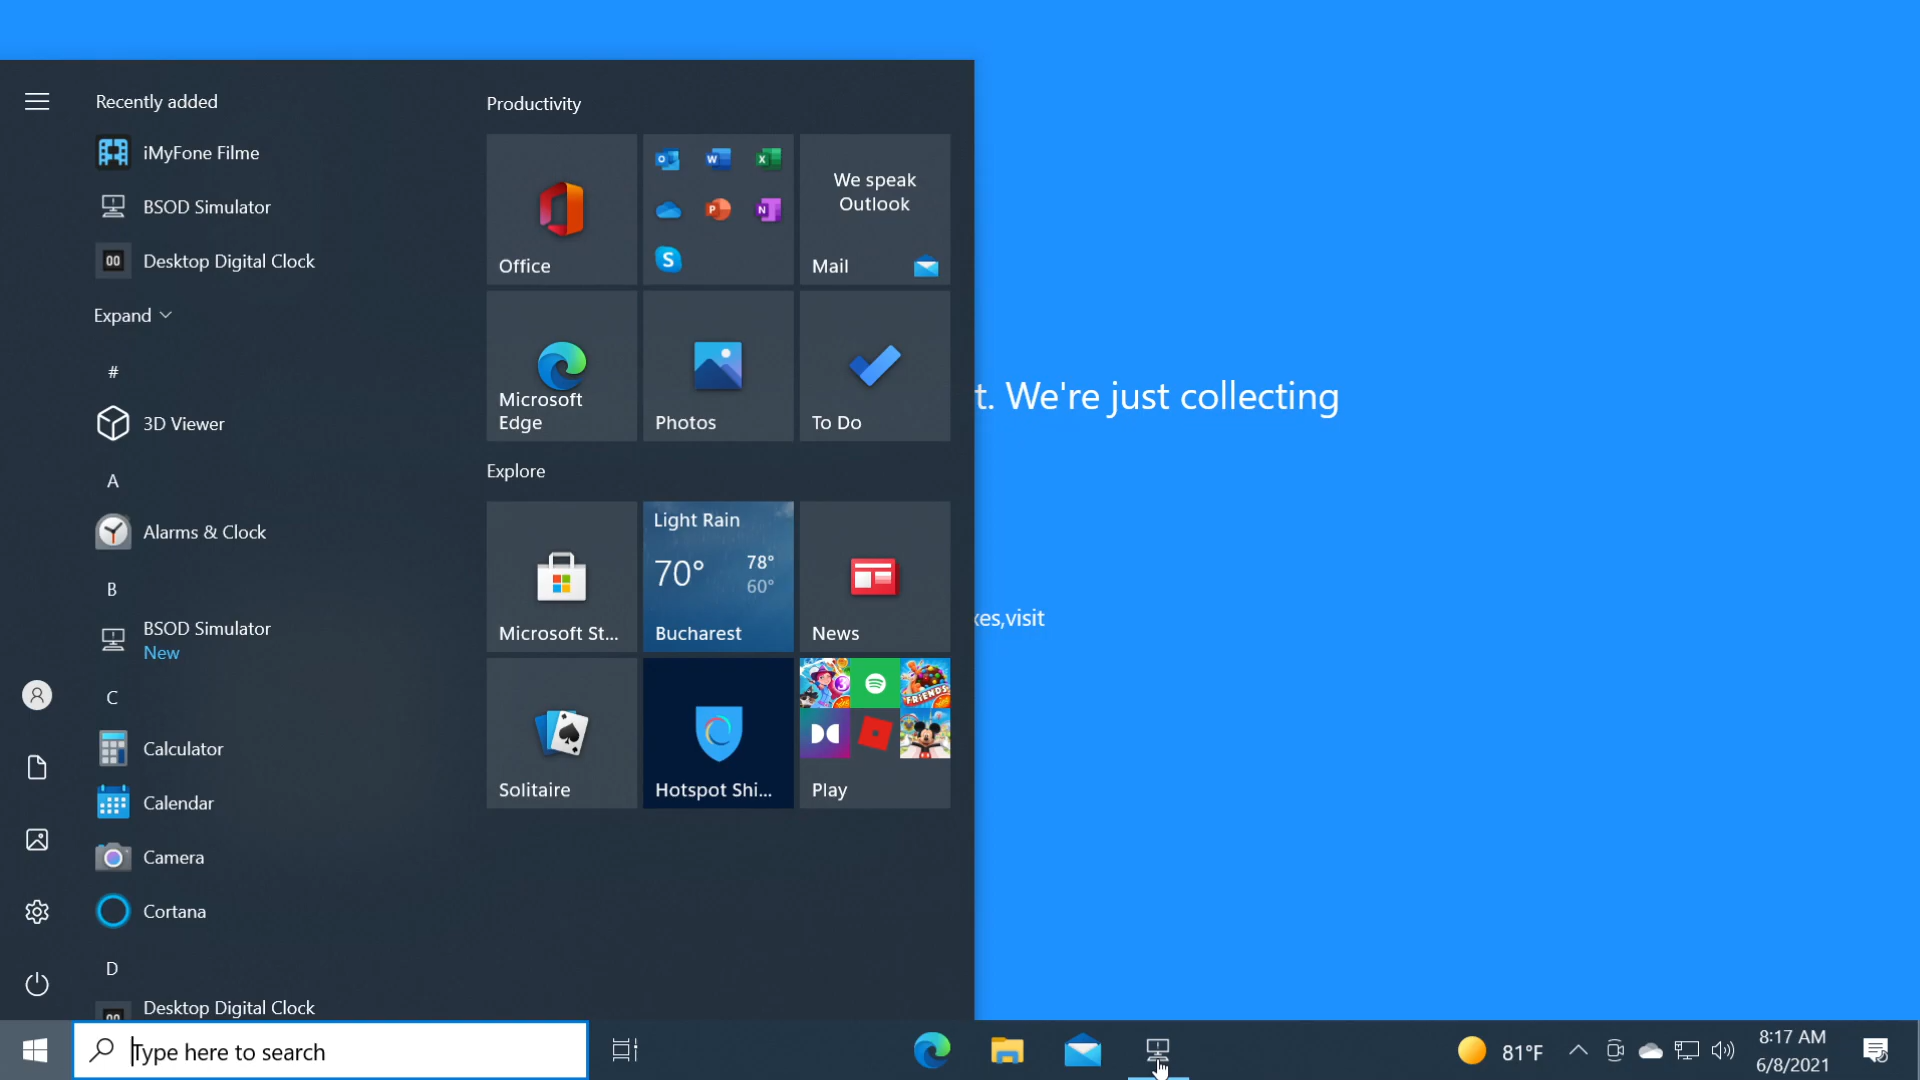 Recently added
iMyFone Filme
BSOD Simulator
Desktop Digital Clock
Expand
#
3D Viewer
A
Alarms & Clock
B
BSOD Simulator
New
C
Calculator
Calendar
Camera
Cortana
D
Desktop Digital Clock
Productivity
Office
We speak
Outlook
Mail
Microsoft
Edge
Photos
To Do
Explore
Microsoft St...
Light Rain
70° 78°
60°
Bucharest
News
Solitaire
Hotspot Shi...
FRIENDS
Play
t. We're just collecting
xes,visit
Type here to search
81°F
8:17 AM
6/8/2021